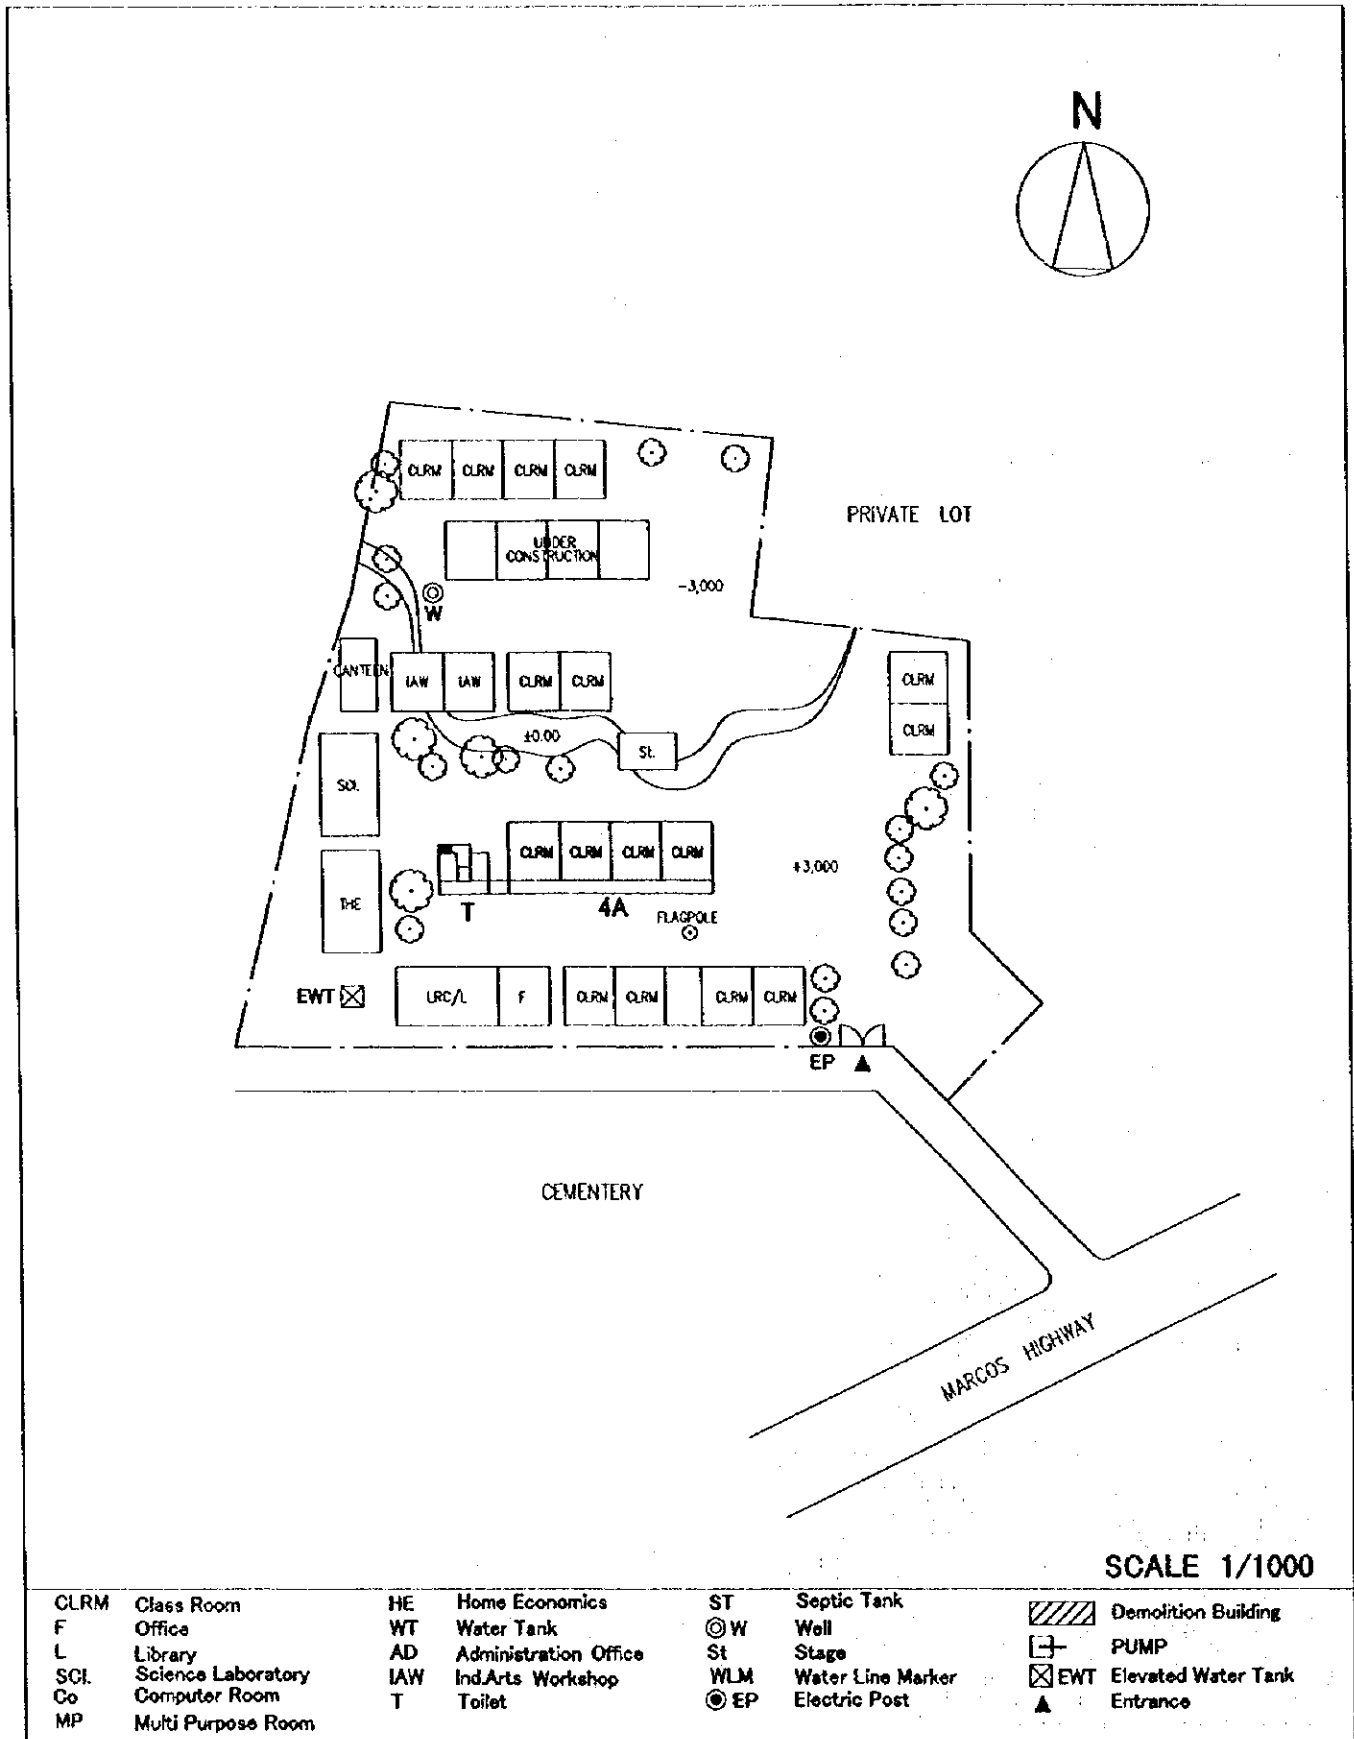 N
CLRM CLRM CLRM CLRM
PRIVATE LOT
UNDER
CONSTRUCTION
-3,000
W
CANTEEN IAW IAW CLRM CLRM
CLRM
CLRM
±0.00
St.
SCI.
CLRM CLRM CLRM CLRM
+3,000
THE
T
4A
FLAGPOLE
EWT
LRC/L F CLRM CLRM CLRM CLRM
EP
CEMENTERY
MARCOS HIGHWAY
SCALE 1/1000
CLRM Class Room
F Office
L Library
SCI. Science Laboratory
Co Computer Room
MP Multi Purpose Room
HE Home Economics
WT Water Tank
AD Administration Office
IAW Ind.Arts Workshop
T Toilet
ST Septic Tank
W Well
St Stage
WLM Water Line Marker
EP Electric Post
Demolition Building
PUMP
EWT Elevated Water Tank
Entrance